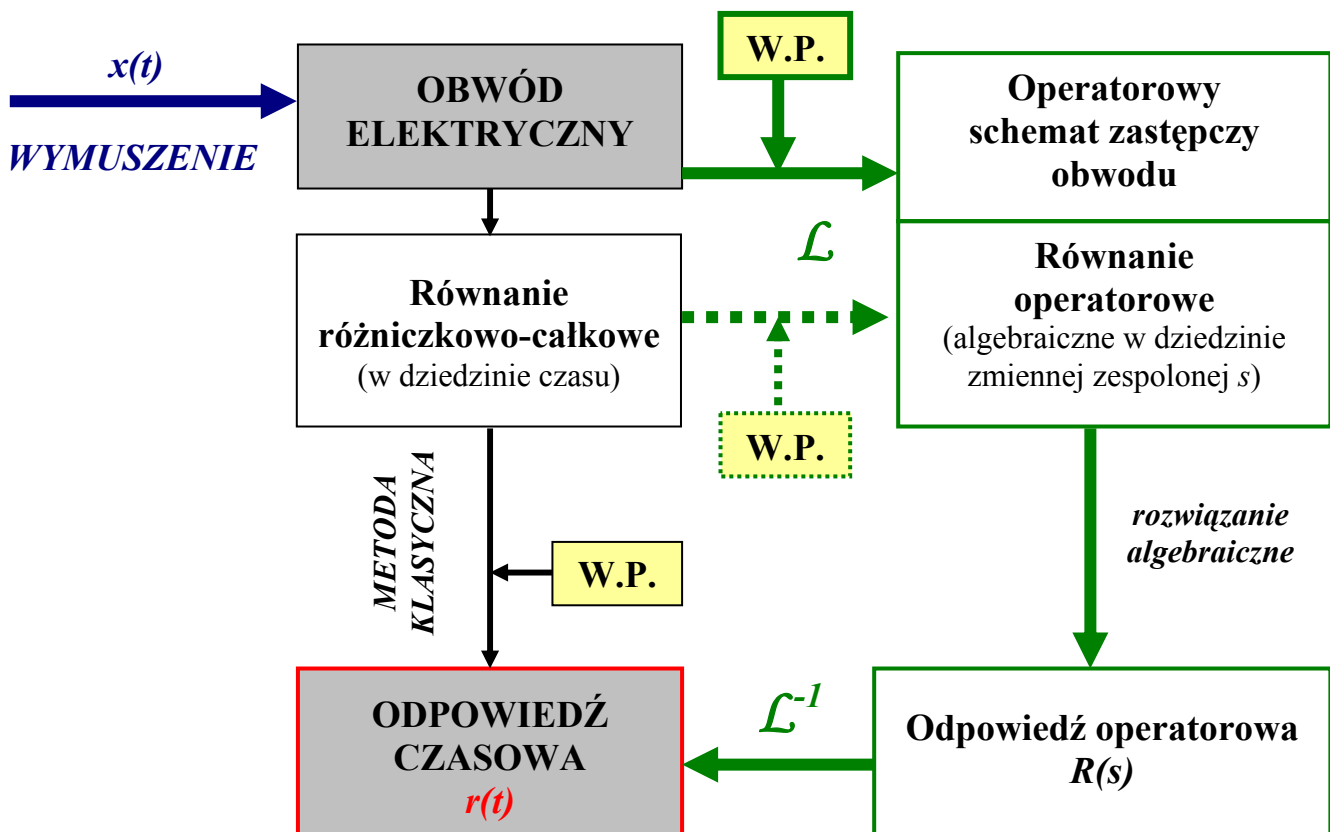 x(t)
WYMUSZENIE
OBWÓD
ELEKTRYCZNY
W.P.
Operatorowy
schemat zastępczy
obwodu
ℒ
Równanie
różniczkowo-całkowe
(w dziedzinie czasu)
Równanie
operatorowe
(algebraiczne w dziedzinie
zmiennej zespolonej s)
W.P.
METODA
KLASYCZNA
W.P.
rozwiązanie
algebraiczne
ODPOWIEDŹ
CZASOWA
r(t)
ℒ⁻¹
Odpowiedź operatorowa
R(s)